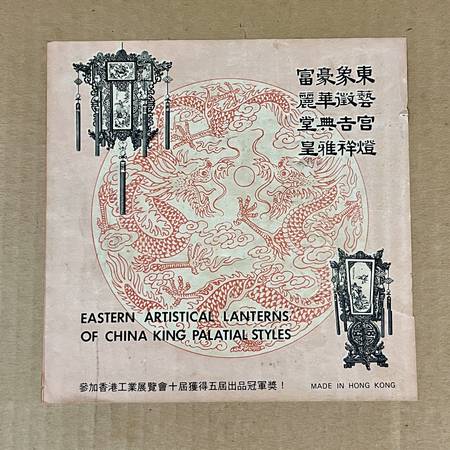 東藝宮燈
象徵吉祥
豪華典雅
富麗堂皇
EASTERN ARTISTICAL LANTERNS
OF CHINA KING PALATIAL STYLES
參加香港工業展覽會十屆獲得五屆出品冠軍獎！
MADE IN HONG KONG